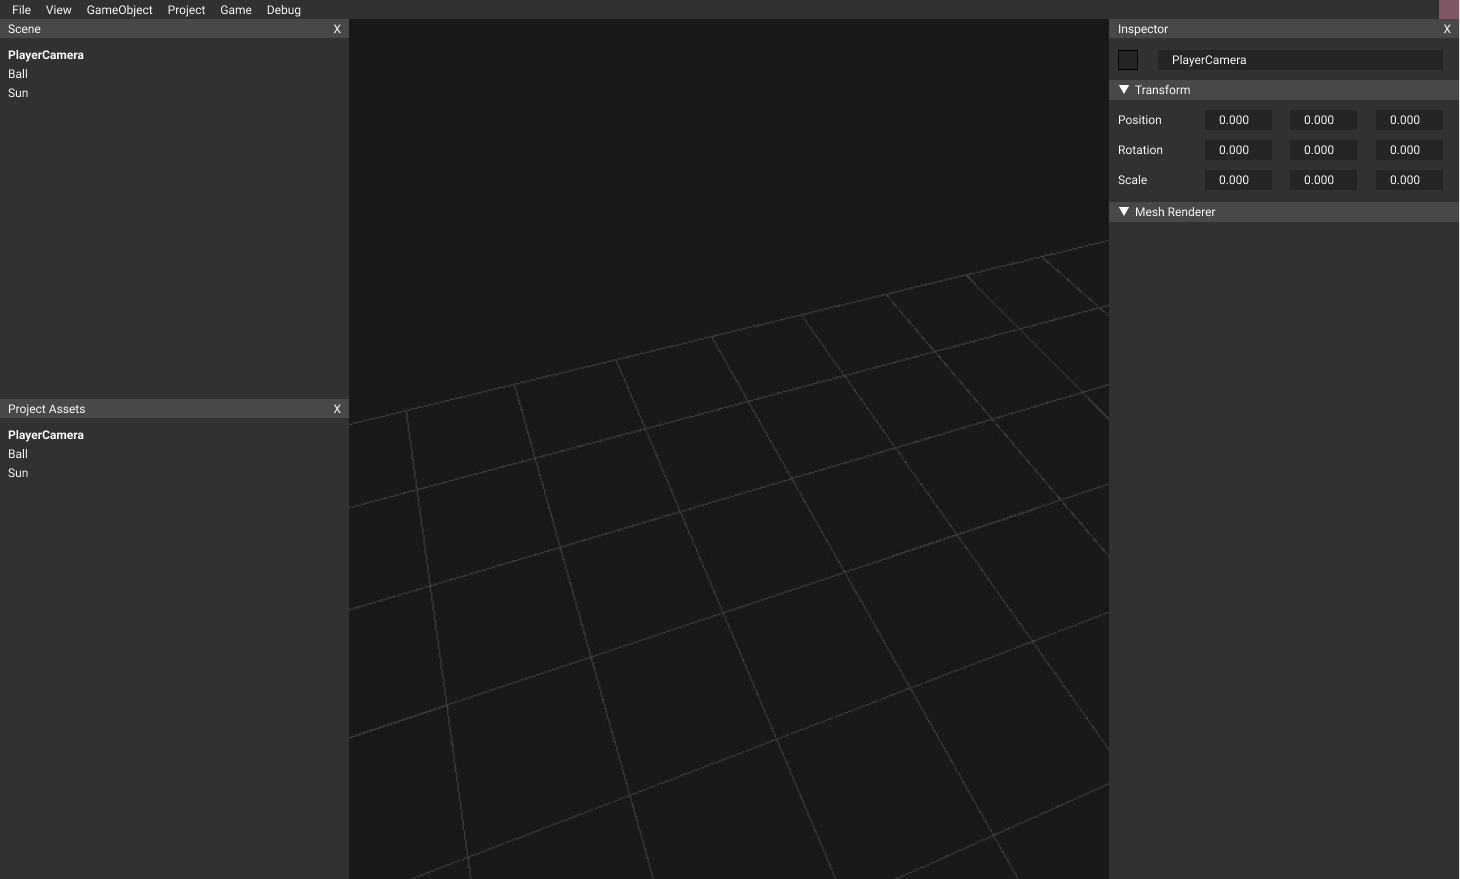 File View GameObject Project Game Debug
Scene X
PlayerCamera
Ball
Sun
Project Assets X
PlayerCamera
Ball
Sun
Inspector X
PlayerCamera
▼ Transform
Position 0.000 0.000 0.000
Rotation 0.000 0.000 0.000
Scale 0.000 0.000 0.000
▼ Mesh Renderer